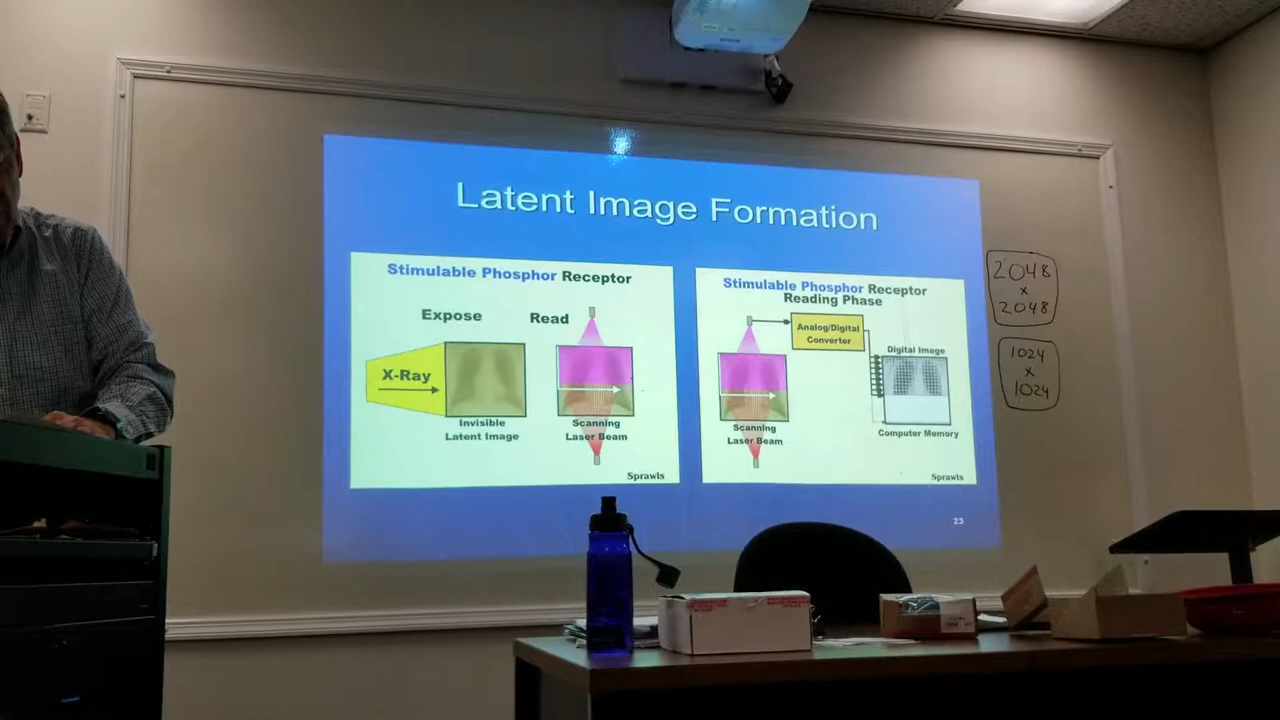 EPSON
Latent Image Formation
Stimulable Phosphor Receptor
Expose
Read
X-Ray
Invisible
Latent Image
Scanning
Laser Beam
Sprawls
Stimulable Phosphor Receptor
Reading Phase
Analog/Digital
Converter
Digital Image
Scanning
Laser Beam
Computer Memory
Sprawls
23
2048
x
2048
1024
x
1024